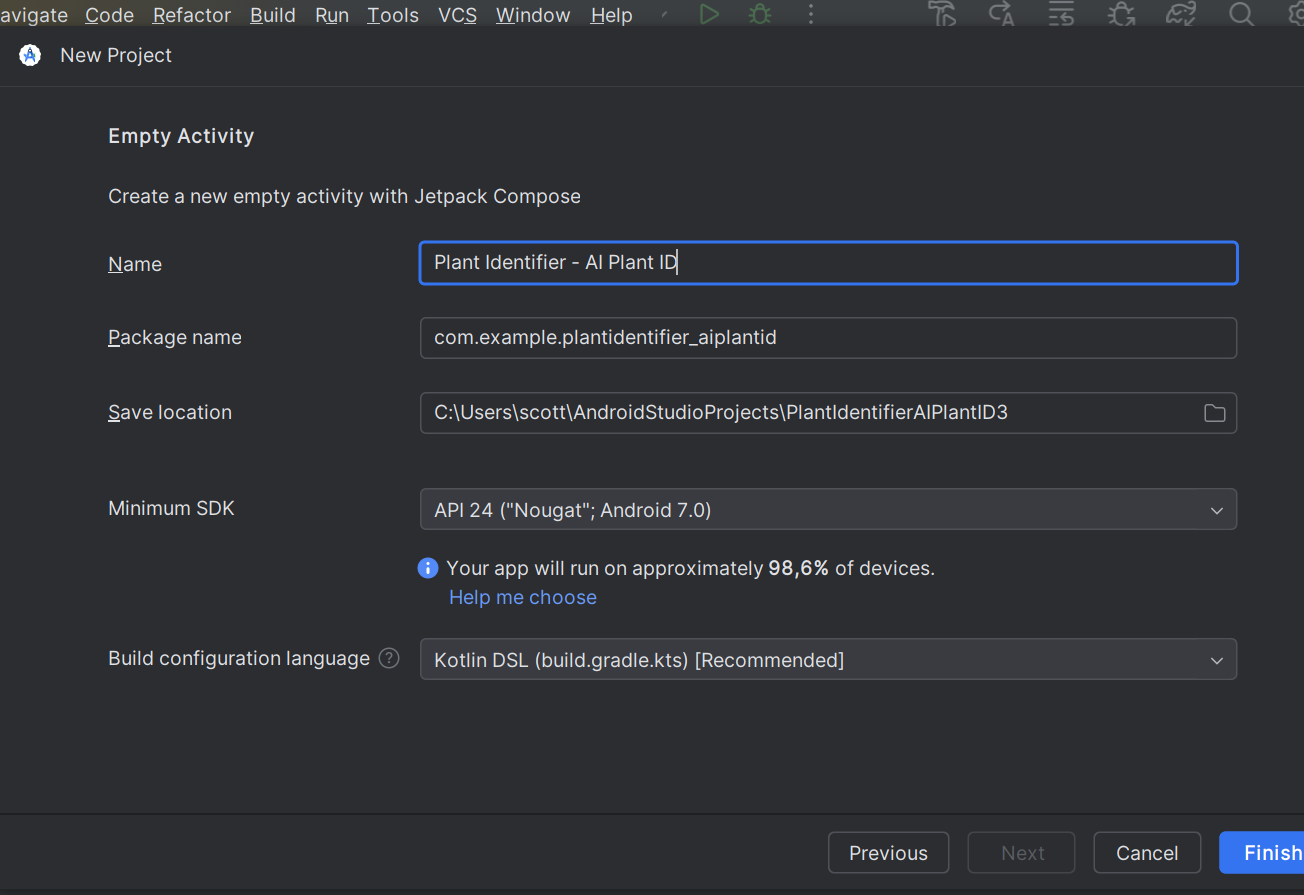 avigate Code Refactor Build Run Tools VCS Window Help
New Project
Empty Activity
Create a new empty activity with Jetpack Compose
Name Plant Identifier - AI Plant ID
Package name com.example.plantidentifier_aiplantid
Save location C:\Users\scott\AndroidStudioProjects\PlantIdentifierAIPlantID3
Minimum SDK API 24 ("Nougat"; Android 7.0)
Your app will run on approximately 98,6% of devices.
Help me choose
Build configuration language ? Kotlin DSL (build.gradle.kts) [Recommended]
Previous Next Cancel Finish